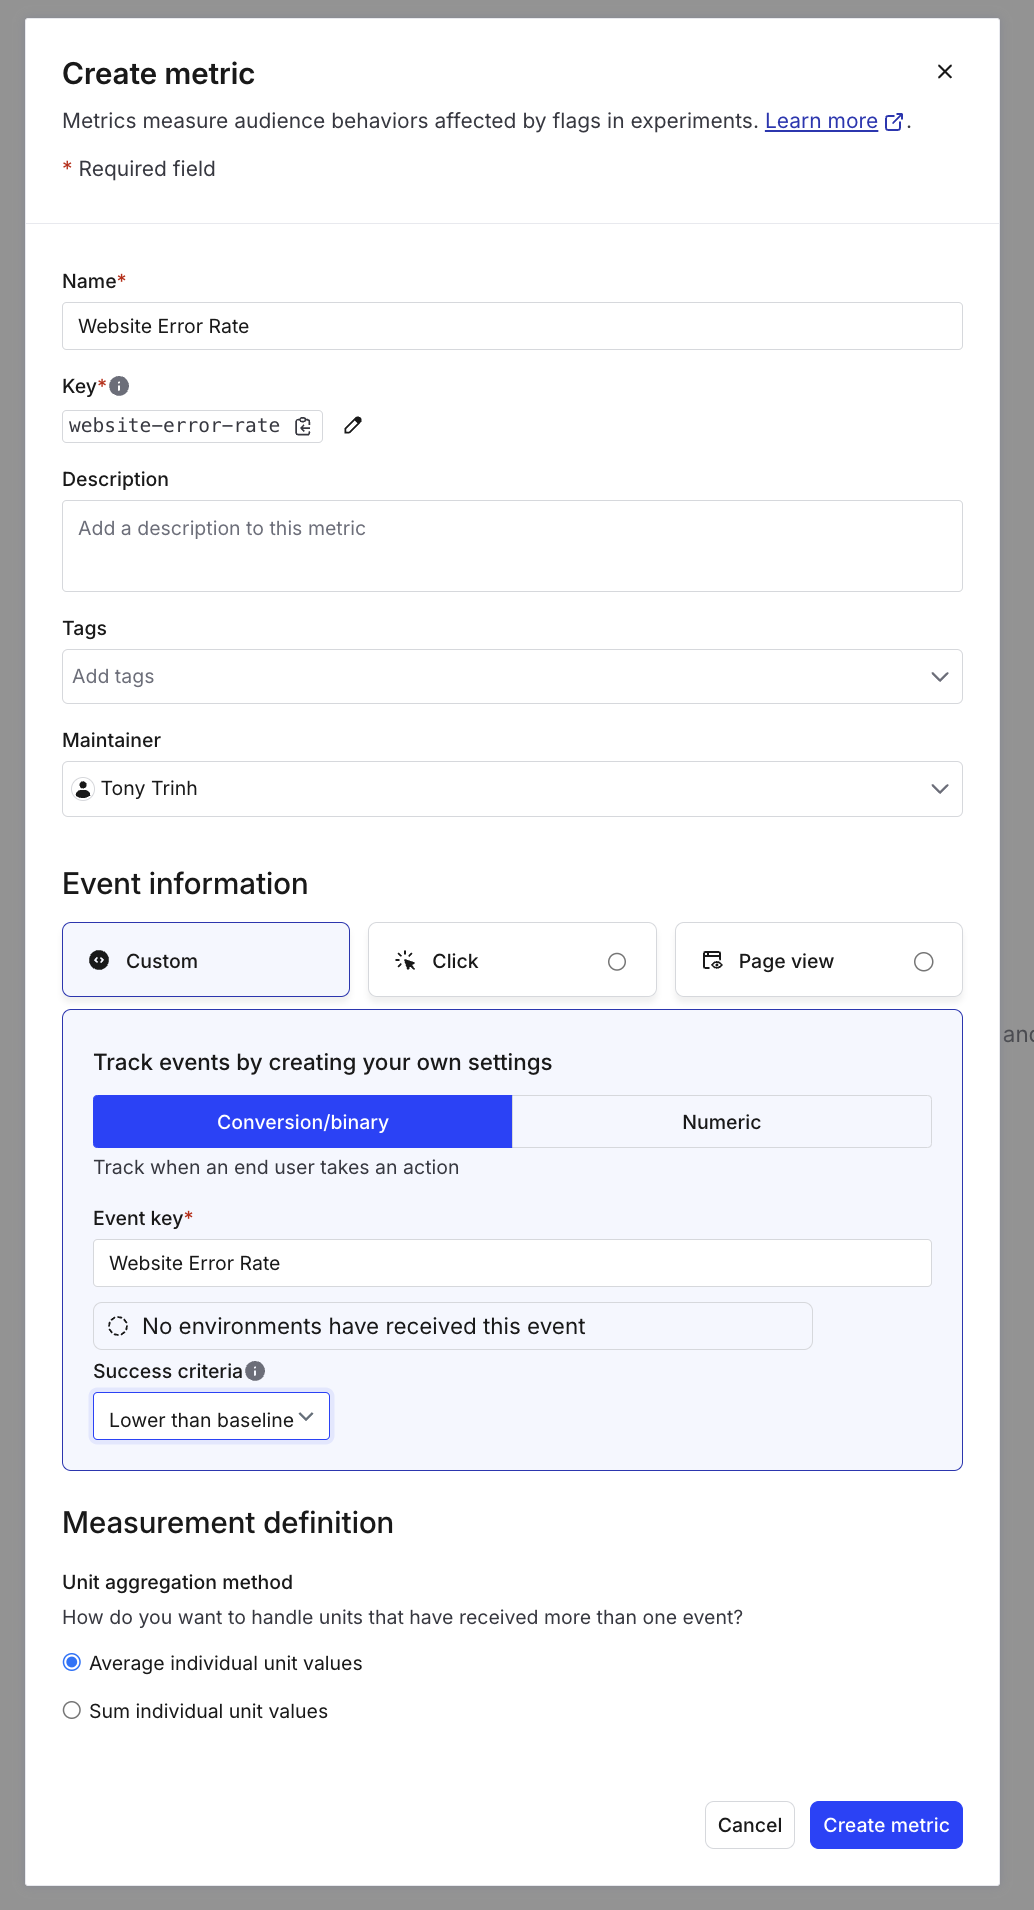 Create metric
Metrics measure audience behaviors affected by flags in experiments. Learn more.
* Required field
Name*
Website Error Rate
Key*
website-error-rate
Description
Add a description to this metric
Tags
Add tags
Maintainer
Tony Trinh
Event information
Custom
Click
Page view
and
Track events by creating your own settings
Conversion/binary
Numeric
Track when an end user takes an action
Event key*
Website Error Rate
No environments have received this event
Success criteria
Lower than baseline
Measurement definition
Unit aggregation method
How do you want to handle units that have received more than one event?
Average individual unit values
Sum individual unit values
Cancel
Create metric